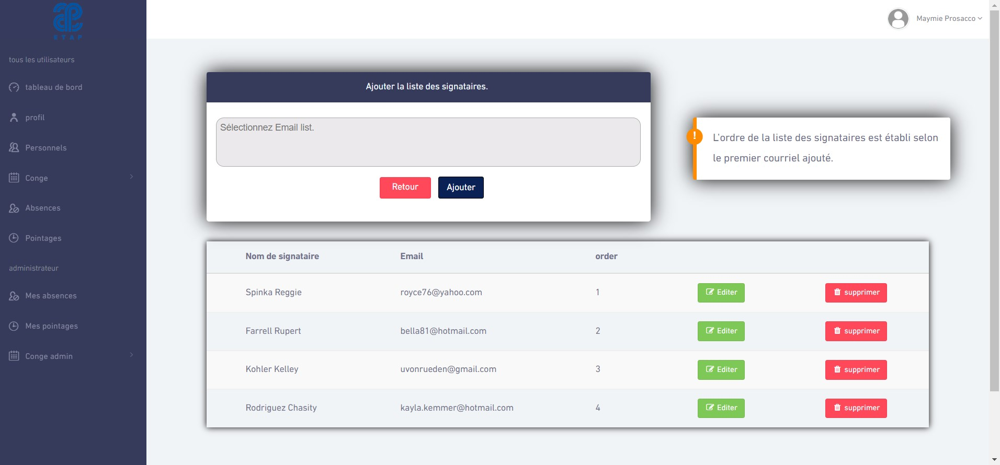 ETAP
Maymie Prosacco
tous les utilisateurs
tableau de bord
profil
Personnels
Conge
Absences
Pointages
administrateur
Mes absences
Mes pointages
Conge admin
Ajouter la liste des signataires.
Sélectionnez Email list.
Retour Ajouter
!
L'ordre de la liste des signataires est établi selon
le premier courriel ajouté.
Nom de signataire Email order
Spinka Reggie royce76@yahoo.com 1 Editer supprimer
Farrell Rupert bella81@hotmail.com 2 Editer supprimer
Kohler Kelley uvonrueden@gmail.com 3 Editer supprimer
Rodriguez Chasity kayla.kemmer@hotmail.com 4 Editer supprimer